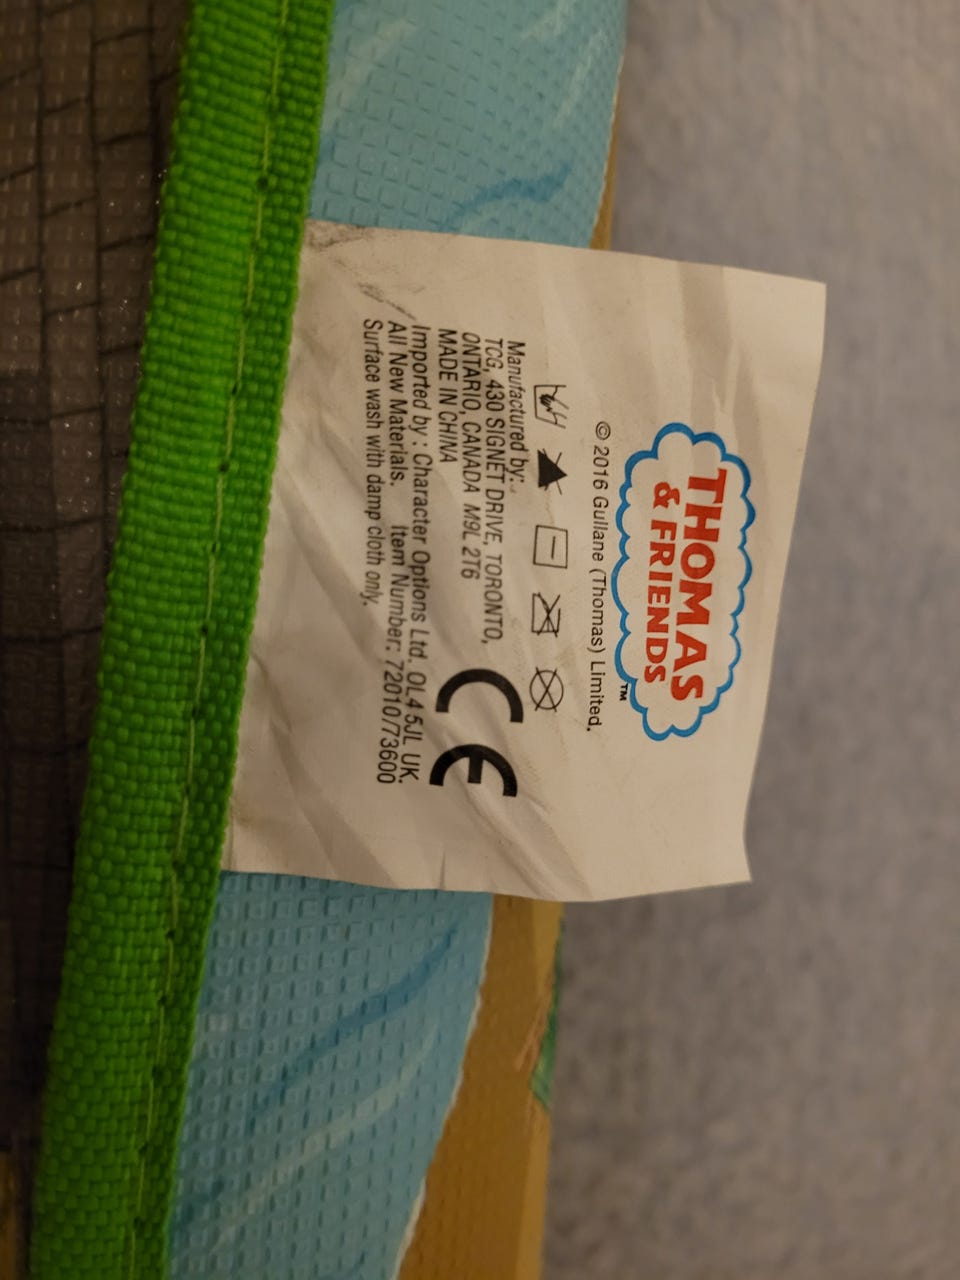 THOMAS
& FRIENDS™
© 2016 Gullane (Thomas) Limited.
Manufactured by:
TCG, 430 SIGNET DRIVE, TORONTO,
ONTARIO, CANADA M9L 2T6
MADE IN CHINA
CE
Imported by : Character Options Ltd. OL4 5JL UK.
All New Materials. Item Number: 72010/73600
Surface wash with damp cloth only.